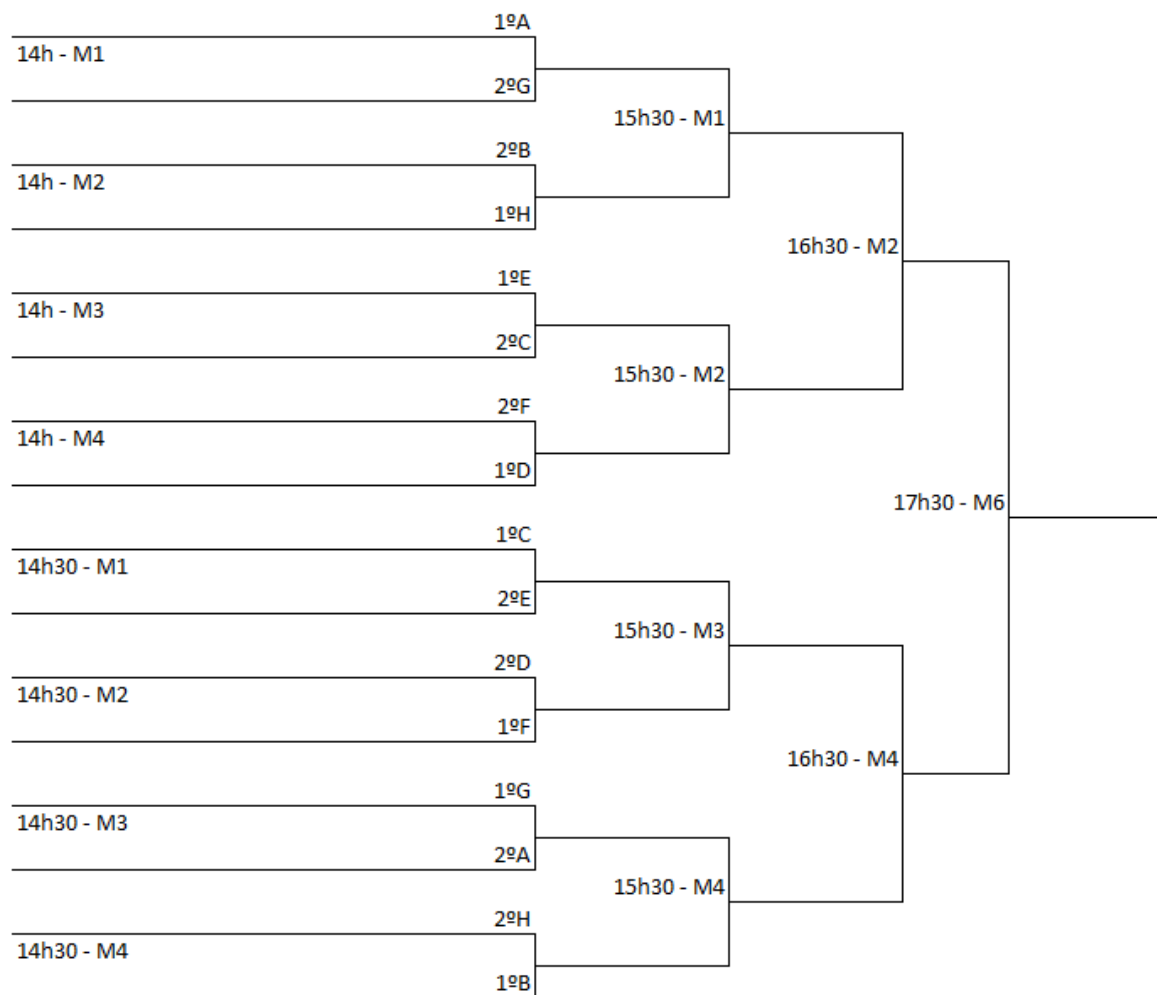 1ºA
14h - M1
2ºG
15h30 - M1
2ºB
14h - M2
1ºH
16h30 - M2
1ºE
14h - M3
2ºC
15h30 - M2
2ºF
14h - M4
1ºD
17h30 - M6
1ºC
14h30 - M1
2ºE
15h30 - M3
2ºD
14h30 - M2
1ºF
16h30 - M4
1ºG
14h30 - M3
2ºA
15h30 - M4
2ºH
14h30 - M4
1ºB